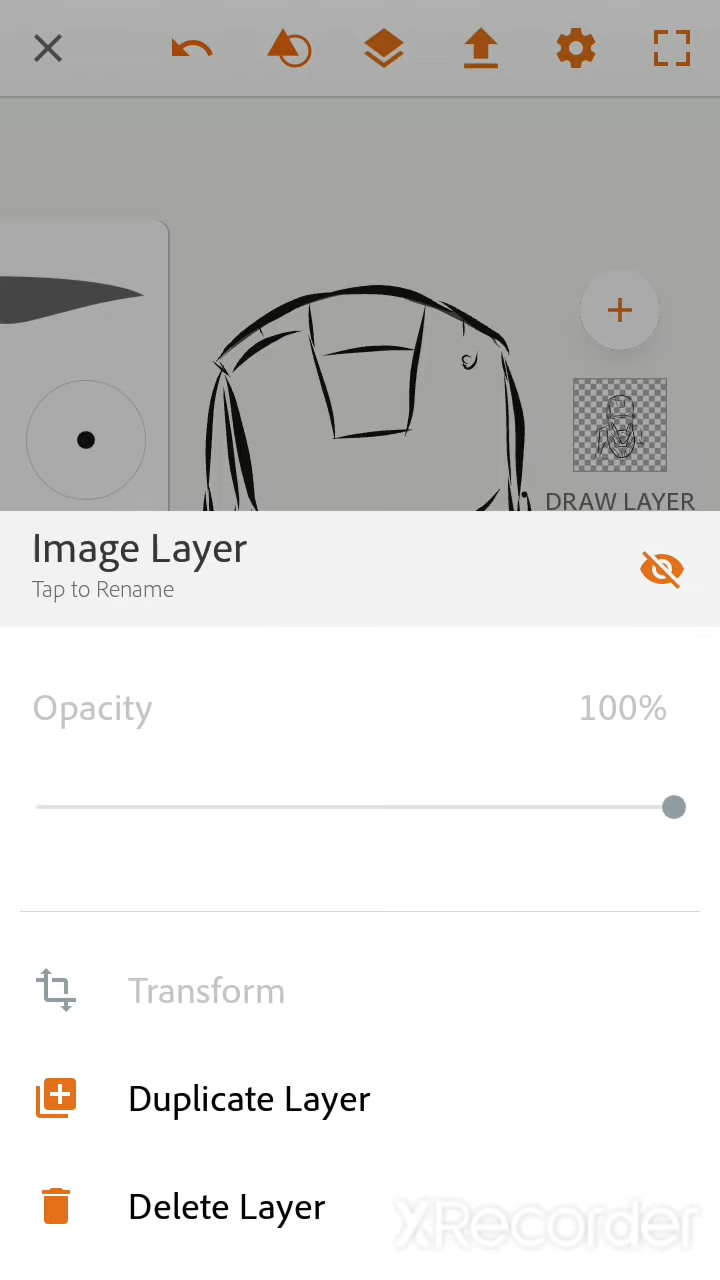 DRAW LAYER
Image Layer
Tap to Rename
Opacity 100%
Transform
Duplicate Layer
Delete Layer
XRecorder